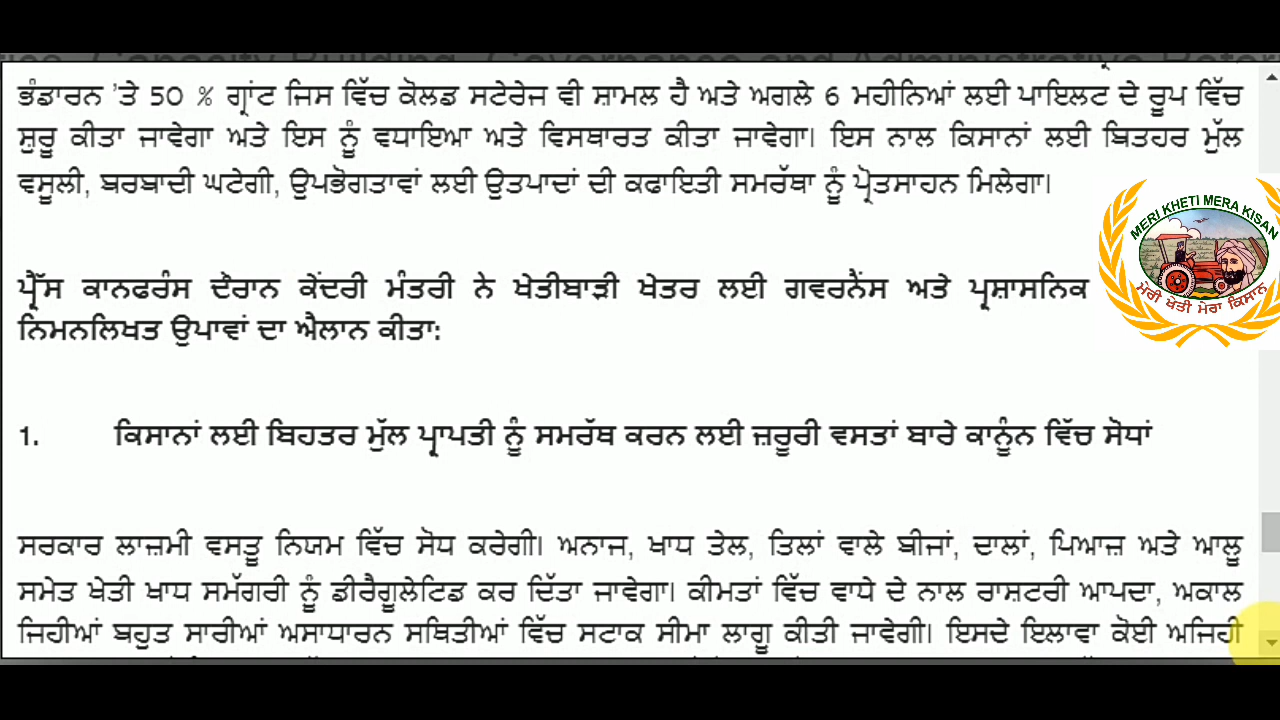 ਭੰਡਾਰਨ 'ਤੇ 50 % ਗ੍ਰਾਂਟ ਜਿਸ ਵਿੱਚ ਕੋਲਡ ਸਟੇਰੇਜ ਵੀ ਸ਼ਾਮਲ ਹੈ ਅਤੇ ਅਗਲੇ 6 ਮਹੀਨਿਆਂ ਲਈ ਪਾਇਲਟ ਦੇ ਰੂਪ ਵਿੱਚ
ਸ਼ੁਰੂ ਕੀਤਾ ਜਾਵੇਗਾ ਅਤੇ ਇਸ ਨੂੰ ਵਧਾਇਆ ਅਤੇ ਵਿਸਥਾਰਤ ਕੀਤਾ ਜਾਵੇਗਾ। ਇਸ ਨਾਲ ਕਿਸਾਨਾਂ ਲਈ ਬਿਤਹਰ ਮੁੱਲ
ਵਸੂਲੀ, ਬਰਬਾਦੀ ਘਟੇਗੀ, ਉਪਭੋਗਤਾਵਾਂ ਲਈ ਉਤਪਾਦਾਂ ਦੀ ਕਫਾਇਤੀ ਸਮਰੱਥਾ ਨੂੰ ਪ੍ਰੋਤਸਾਹਨ ਮਿਲੇਗਾ।
MERI KHETI MERA KISAN
ਮੇਰੀ ਖੇਤੀ ਮੇਰਾ ਕਿਸਾਨ
ਪ੍ਰੈੱਸ ਕਾਨਫਰੰਸ ਦੌਰਾਨ ਕੇਂਦਰੀ ਮੰਤਰੀ ਨੇ ਖੇਤੀਬਾੜੀ ਖੇਤਰ ਲਈ ਗਵਰਨੈਂਸ ਅਤੇ ਪ੍ਰਸ਼ਾਸਨਿਕ
ਨਿਮਨਲਿਖਤ ਉਪਾਵਾਂ ਦਾ ਐਲਾਨ ਕੀਤਾ:
1. ਕਿਸਾਨਾਂ ਲਈ ਬਿਹਤਰ ਮੁੱਲ ਪ੍ਰਾਪਤੀ ਨੂੰ ਸਮਰੱਥ ਕਰਨ ਲਈ ਜ਼ਰੂਰੀ ਵਸਤਾਂ ਬਾਰੇ ਕਾਨੂੰਨ ਵਿੱਚ ਸੋਧਾਂ
ਸਰਕਾਰ ਲਾਜ਼ਮੀ ਵਸਤੂ ਨਿਯਮ ਵਿੱਚ ਸੋਧ ਕਰੇਗੀ। ਅਨਾਜ, ਖਾਧ ਤੇਲ, ਤਿਲਾਂ ਵਾਲੇ ਬੀਜਾਂ, ਦਾਲਾਂ, ਪਿਆਜ਼ ਅਤੇ ਆਲੂ
ਸਮੇਤ ਖੇਤੀ ਖਾਧ ਸਮੱਗਰੀ ਨੂੰ ਡੀਰੈਗੂਲੇਟਿਡ ਕਰ ਦਿੱਤਾ ਜਾਵੇਗਾ। ਕੀਮਤਾਂ ਵਿੱਚ ਵਾਧੇ ਦੇ ਨਾਲ ਰਾਸ਼ਟਰੀ ਆਪਦਾ, ਅਕਾਲ
ਜਿਹੀਆਂ ਬਹੁਤ ਸਾਰੀਆਂ ਅਸਾਧਾਰਨ ਸਥਿਤੀਆਂ ਵਿੱਚ ਸਟਾਕ ਸੀਮਾ ਲਾਗੂ ਕੀਤੀ ਜਾਵੇਗੀ। ਇਸਦੇ ਇਲਾਵਾ ਕੋਈ ਅਜਿਹੀ